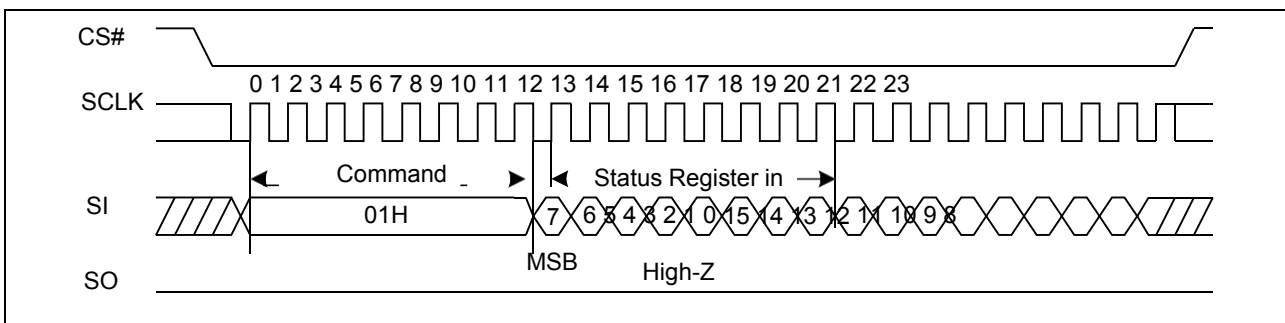 CS#
0 1 2 3 4 5 6 7 8 9 10 11 12 13 14 15 16 17 18 19 20 21 22 23
SCLK
Command
Status Register in
SI
01H
7 6 5 4 3 2 1 0 15 14 13 12 11 10 9 8
MSB
High-Z
SO